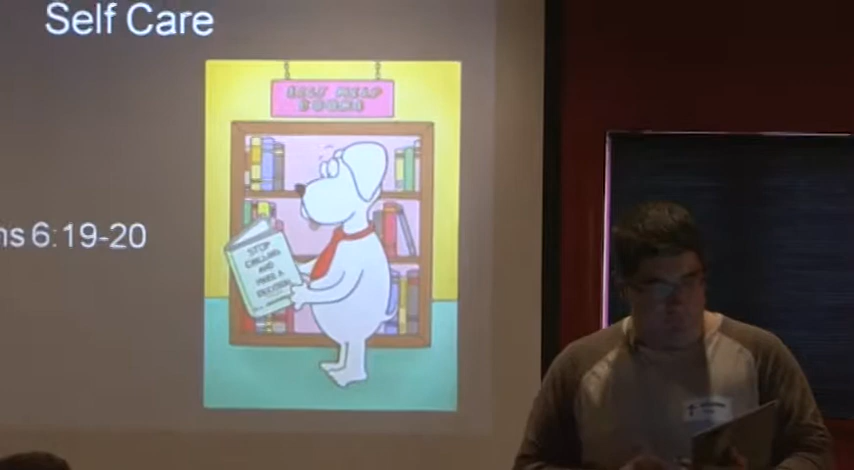 Self Care
SELF HELP
BOOKS
ns 6:19-20
STOP
CIRCLING
AND
MAKE A
DECISION